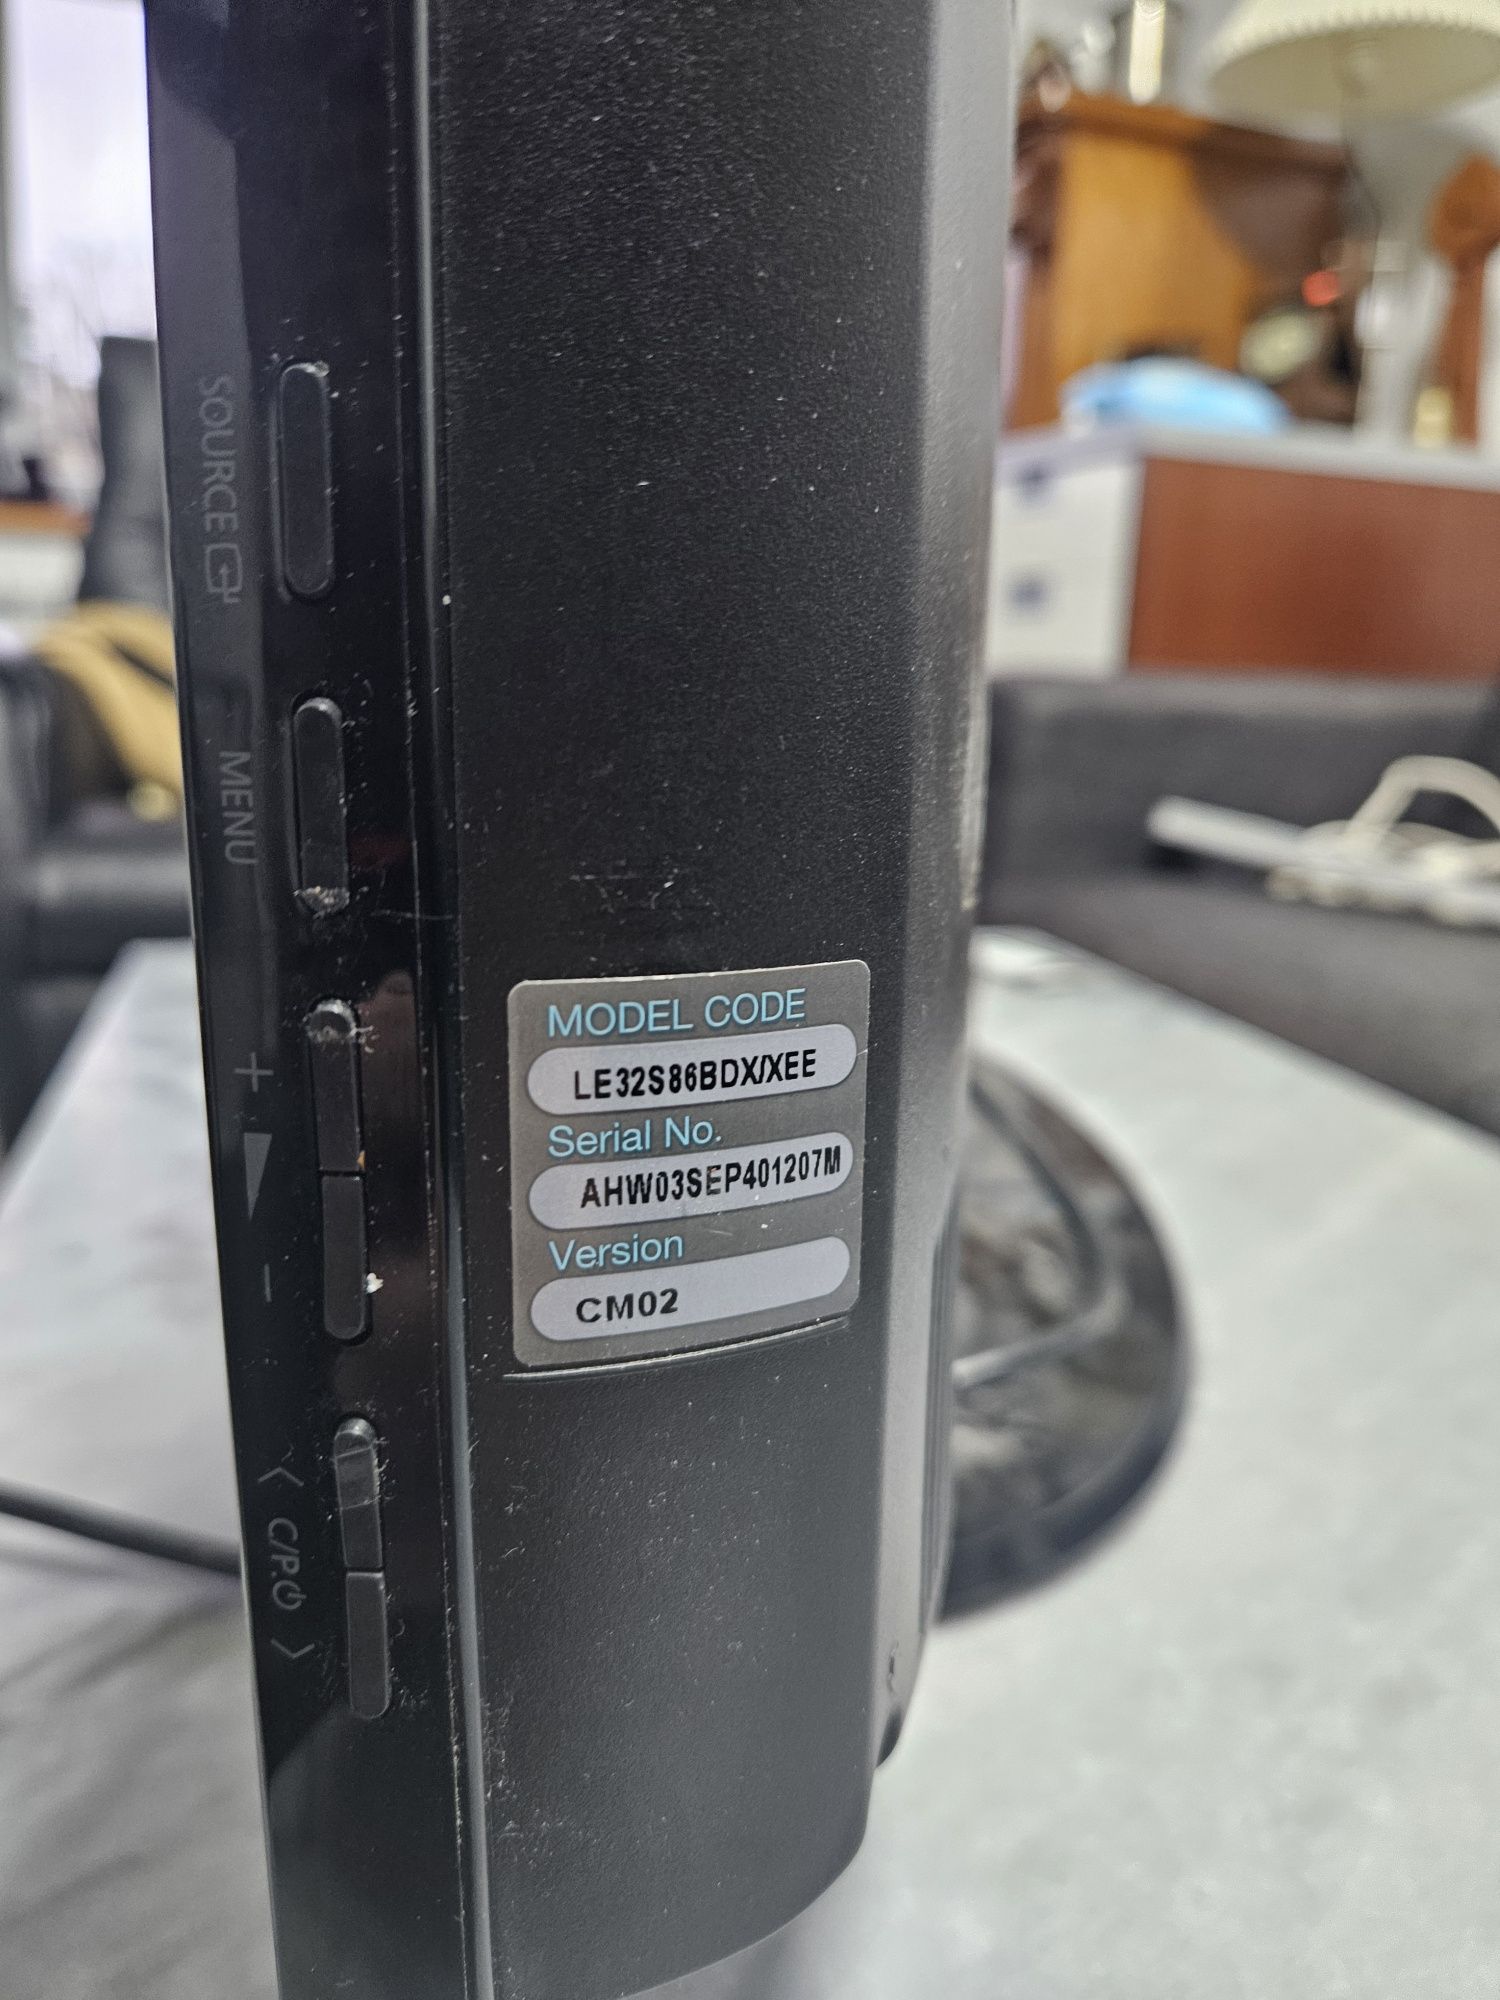 SOURCE
MENU
+
-
< C/P.⏻ >
MODEL CODE
LE32S86BDX/XEE
Serial No.
AHW03SEP401207M
Version
CM02